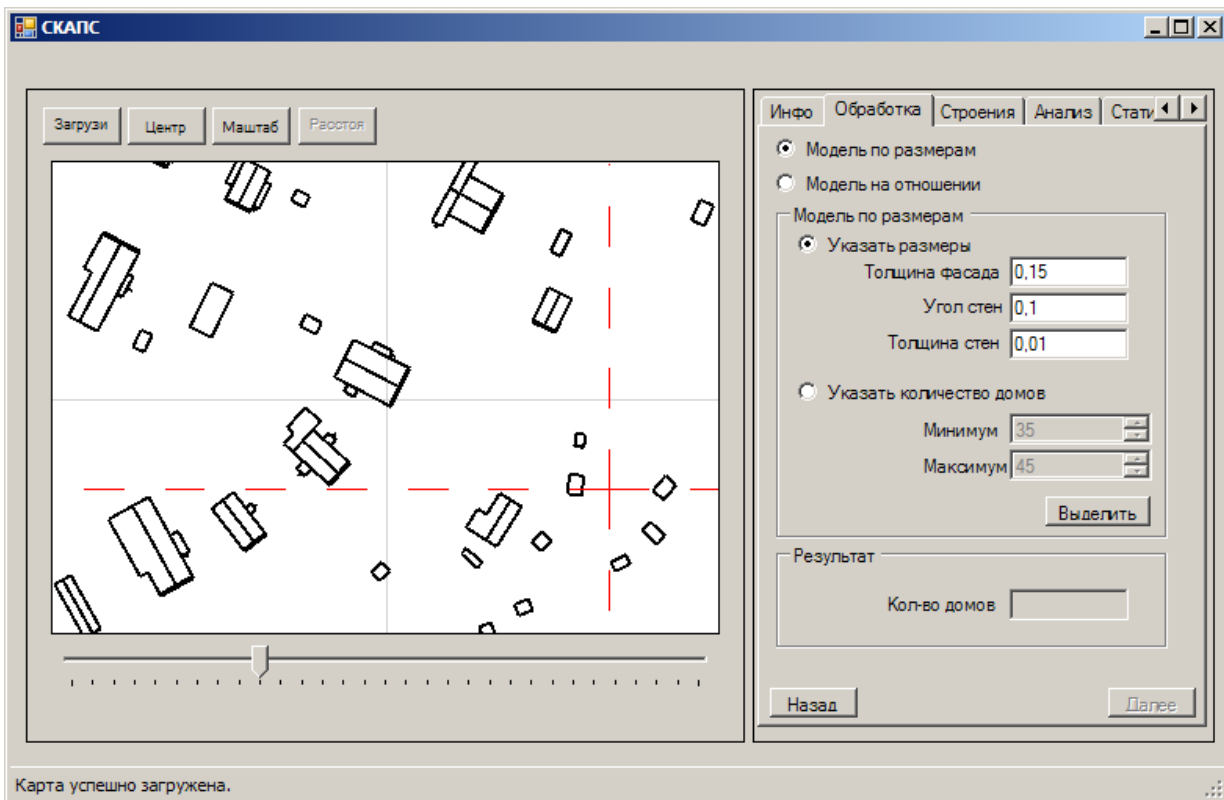 СКАПС
Загрузи Центр Маштаб Расстоя
Инфо Обработка Строения Анализ Стати
Модель по размерам
Модель на отношении
Модель по размерам
Указать размеры
Толщина фасада 0,15
Угол стен 0,1
Толщина стен 0,01
Указать количество домов
Минимум 35
Максимум 45
Выделить
Результат
Кол-во домов
Назад Далее
Карта успешно загружена.